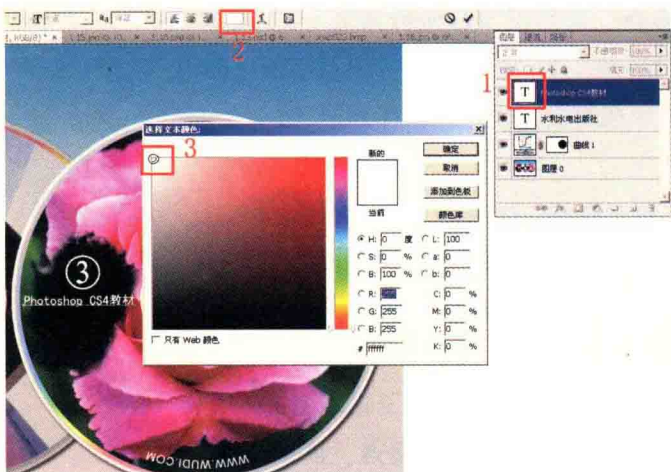 2
1
3
选择文本颜色:
新的
当前
确定
取消
添加到色板
颜色库
H: 0 度
S: 0 %
B: 100 %
R:
G: 255
B: 255
L: 100
a: 0
b: 0
C: 0 %
M: 0 %
Y: 0 %
K: 0 %
# ffffff
只有 Web 颜色
T Photoshop CS4教材
T 水利水电出版社
曲线 1
图层 0
③
Photoshop CS4教材
WWW.WUDI.COM